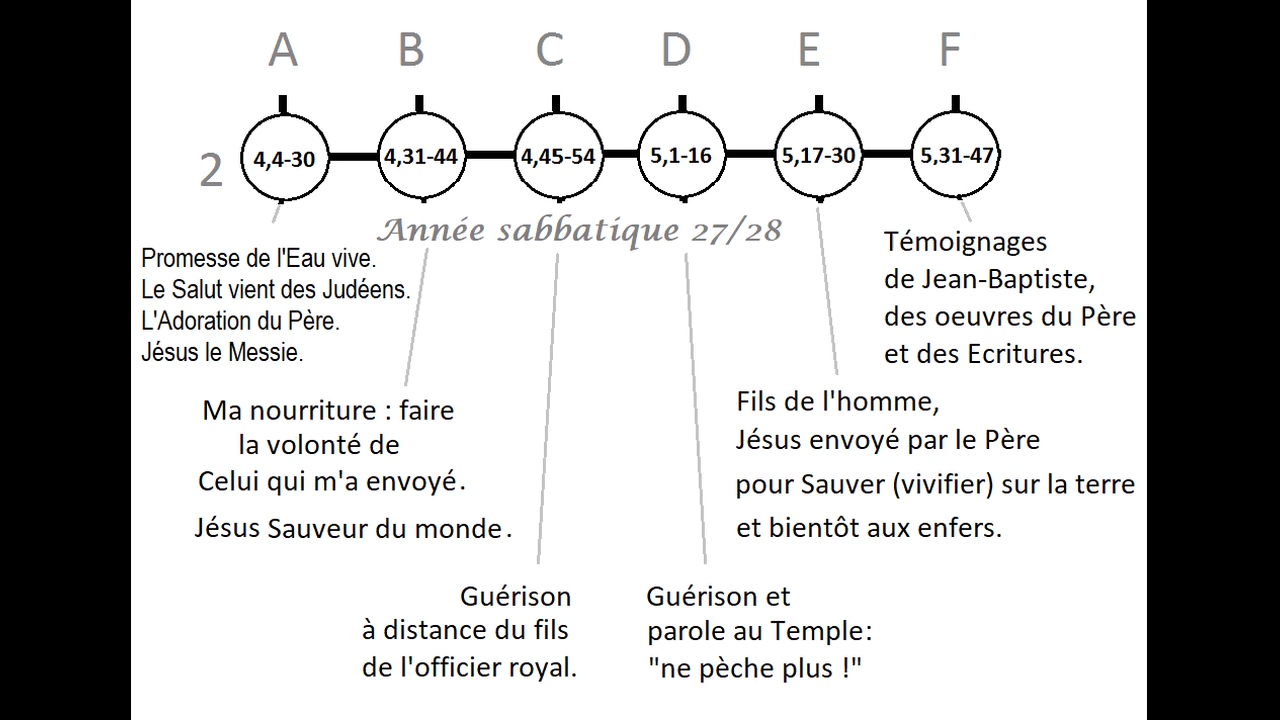 A B C D E F
2 4,4-30 4,31-44 4,45-54 5,1-16 5,17-30 5,31-47
Année sabbatique 27/28
Promesse de l'Eau vive.
Le Salut vient des Judéens.
L'Adoration du Père.
Jésus le Messie.
Ma nourriture : faire
la volonté de
Celui qui m'a envoyé.
Jésus Sauveur du monde.
Guérison
à distance du fils
de l'officier royal.
Guérison et
parole au Temple:
"ne pèche plus !"
Fils de l'homme,
Jésus envoyé par le Père
pour Sauver (vivifier) sur la terre
et bientôt aux enfers.
Témoignages
de Jean-Baptiste,
des oeuvres du Père
et des Ecritures.